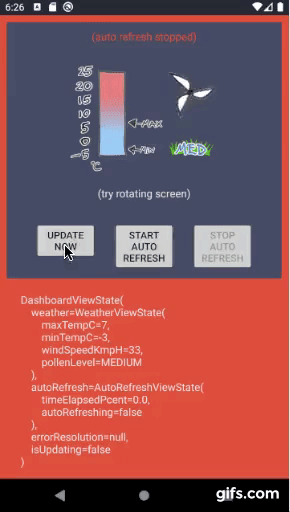 6:26
(auto refresh stopped)
25
20
15
10
5
0
-5
°C
MAX
MIN
MED
(try rotating screen)
UPDATE
NOW
START
AUTO
REFRESH
STOP
AUTO
REFRESH
DashboardViewState(
weather=WeatherViewState(
maxTempC=7,
minTempC=-3,
windSpeedKmpH=33,
pollenLevel=MEDIUM
),
autoRefresh=AutoRefreshViewState(
timeElapsedPcent=0.0,
autoRefreshing=false
),
errorResolution=null,
isUpdating=false
)
gifs.com